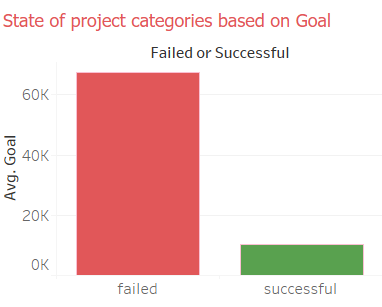 State of project categories based on Goal
Failed or Successful
Avg. Goal
60K
40K
20K
0K
failed successful